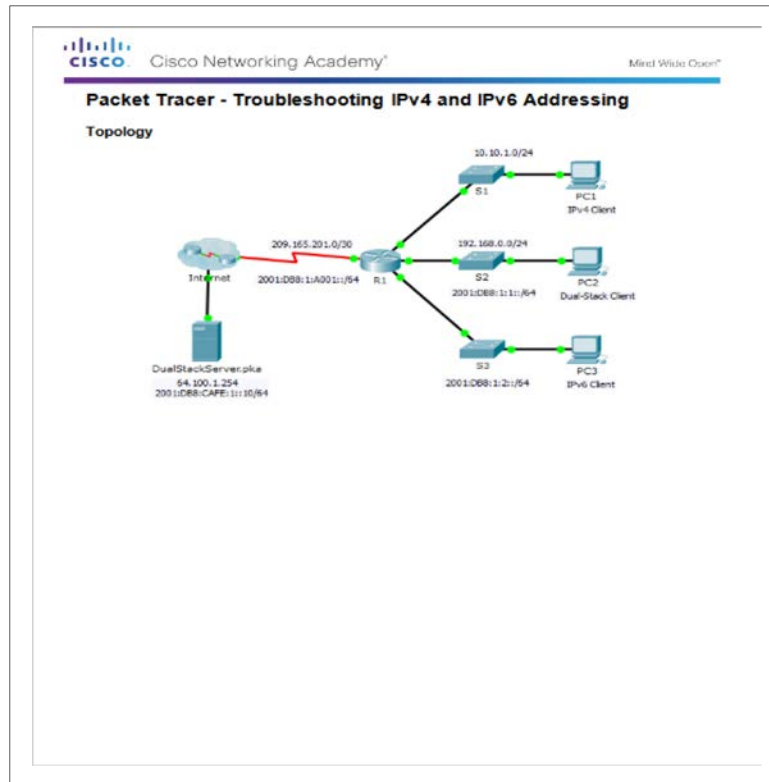 CISCO. Cisco Networking Academy® Mind Wide Open®
Packet Tracer - Troubleshooting IPv4 and IPv6 Addressing
Topology
10.10.1.0/24
S1
PC1
IPv4 Client
209.165.201.0/30
192.168.0.0/24
Internet
2001:DB8:1:A001::/64
R1
S2
2001:DB8:1:1::/64
PC2
Dual-Stack Client
DualStackServer.pka
64.100.1.254
2001:DB8:CAFE:1::10/64
S3
2001:DB8:1:2::/64
PC3
IPv6 Client